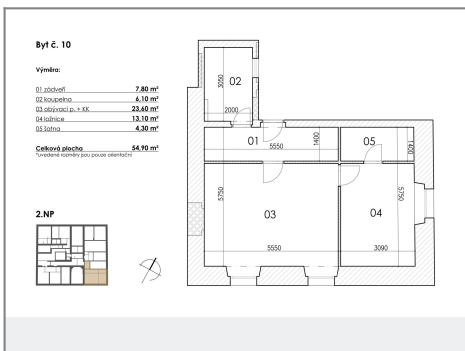 Byt č. 10
Výměra:
01 zádveří 7,80 m²
02 koupelna 6,10 m²
03 obývací p. + KK 23,60 m²
04 ložnice 13,10 m²
05 šatna 4,30 m²
Celková plocha 54,90 m²
*uvedené rozměry jsou pouze orientační
2.NP
3050
02
2000
01
5550
1400
05
1400
5750
03
5550
5750
04
3090